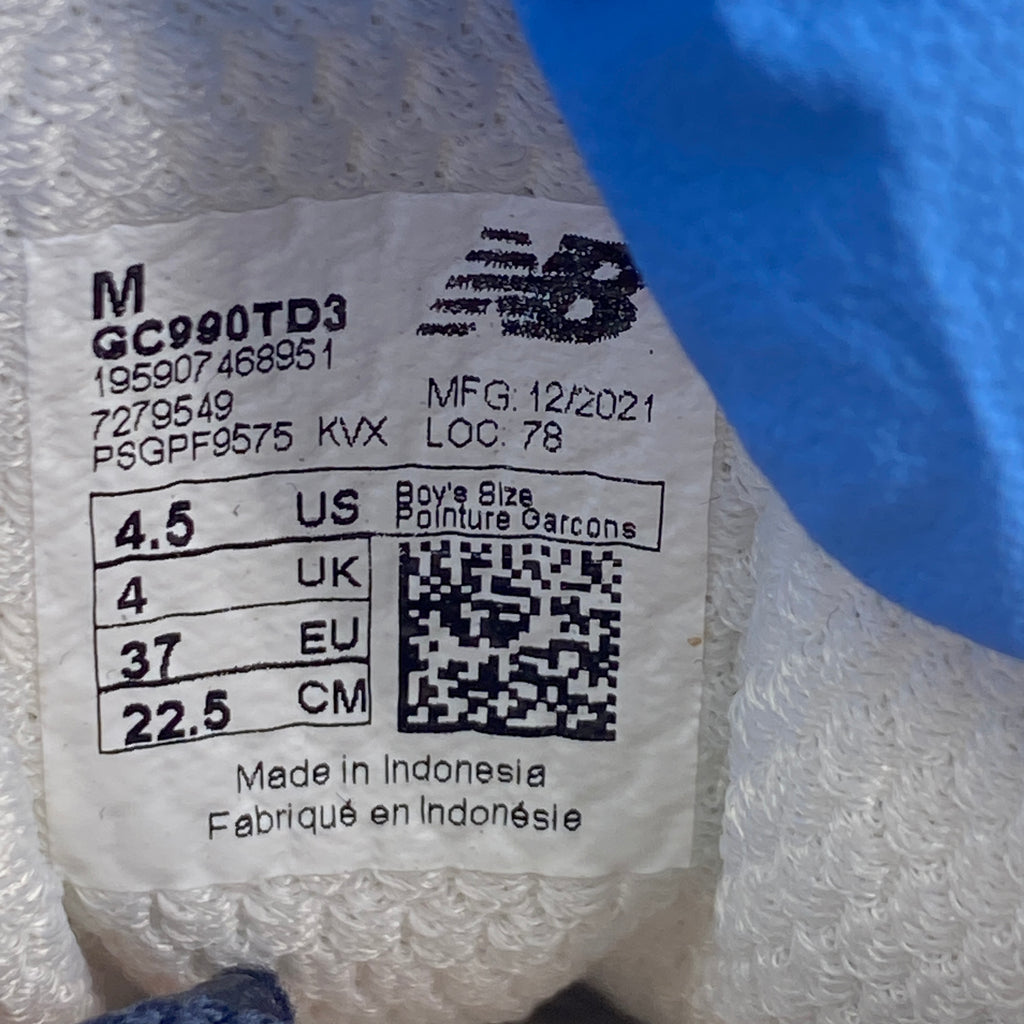 M
GC990TD3
195907468951
7279549
PSGPF9575 KVX
NB
MFG: 12/2021
LOC: 78
4.5 US
Boy's Size
Pointure Garcons
4 UK
37 EU
22.5 CM
Made in Indonesia
Fabriqué en Indonésie